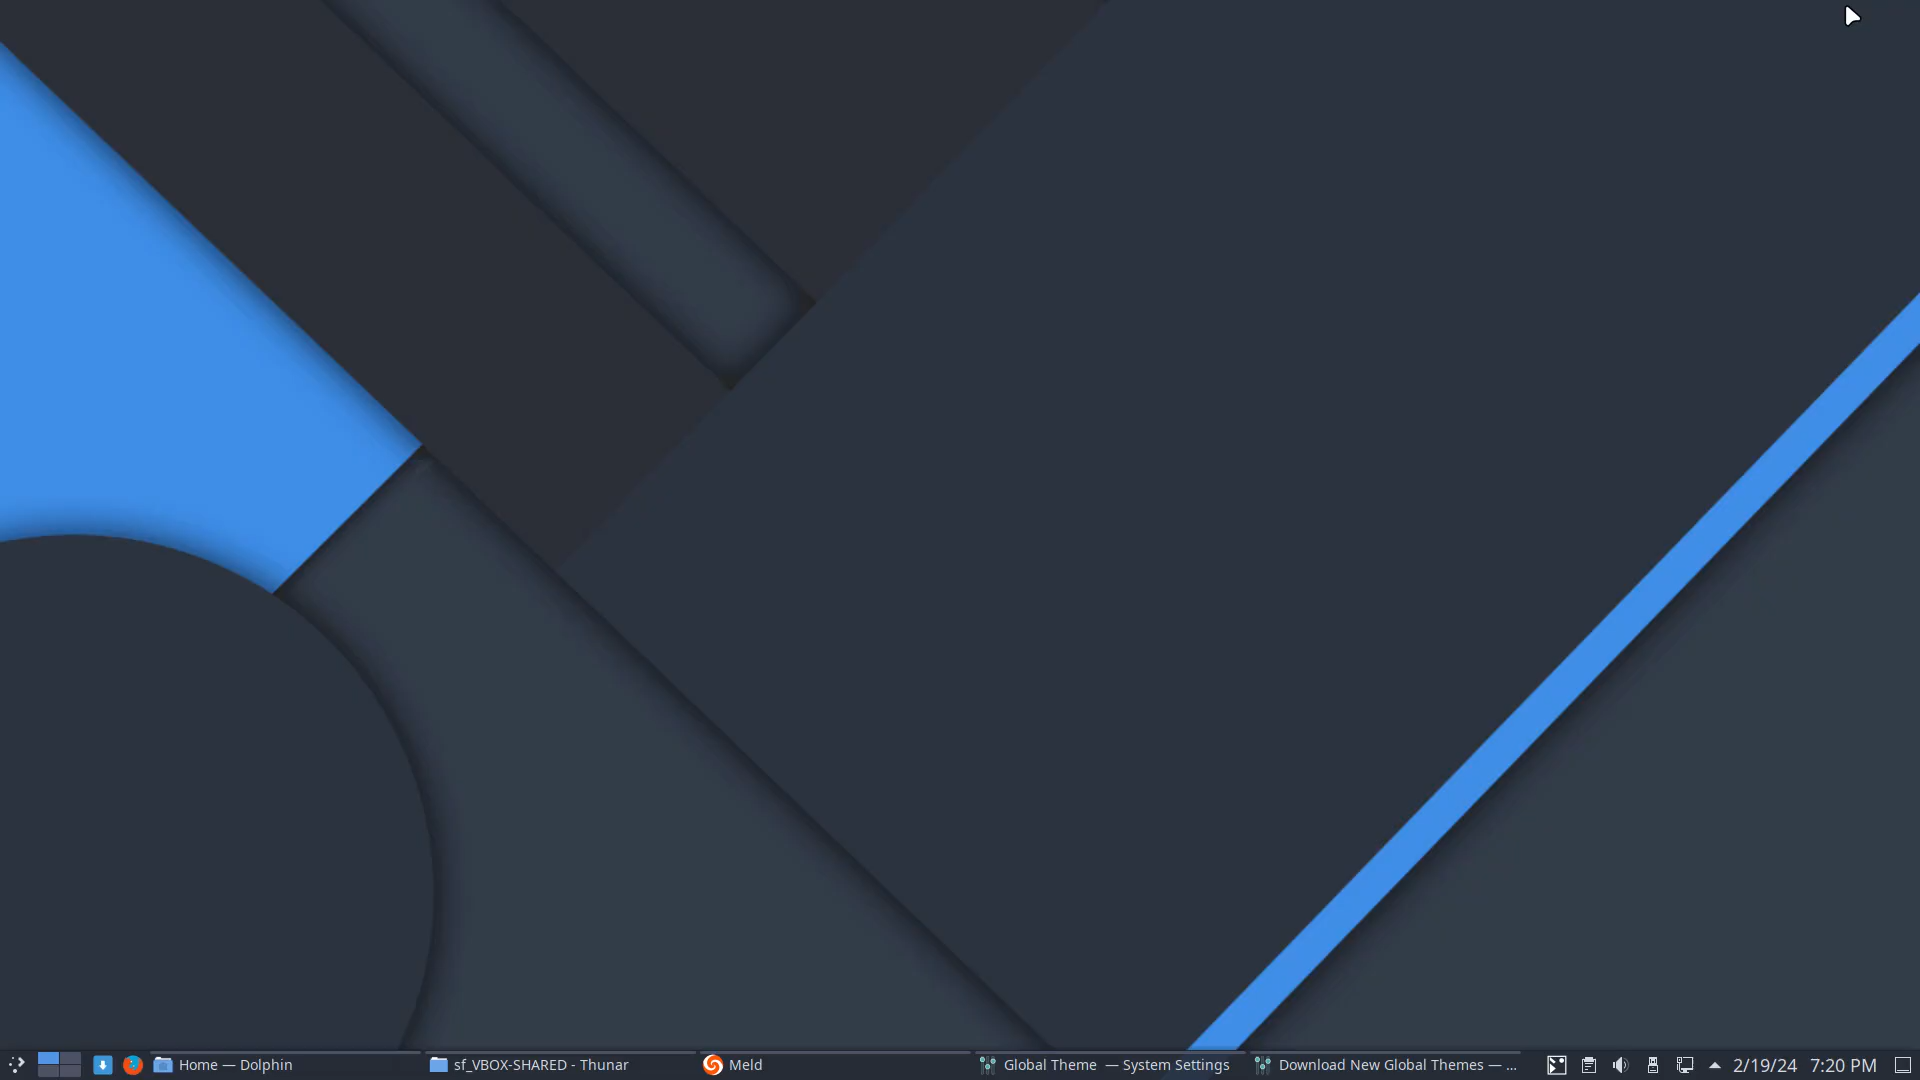 Home — Dolphin
sf_VBOX-SHARED - Thunar
Meld
Global Theme — System Settings
Download New Global Themes — ...
2/19/24
7:20 PM